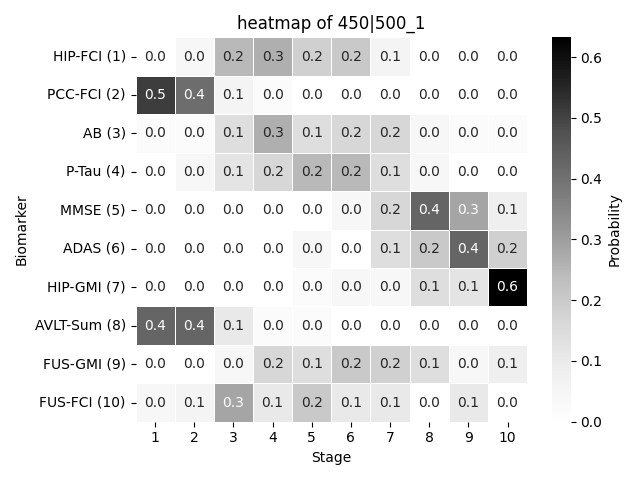 heatmap of 450|500_1
HIP-FCI (1) 0.0 0.0 0.2 0.3 0.2 0.2 0.1 0.0 0.0 0.0
PCC-FCI (2) 0.5 0.4 0.1 0.0 0.0 0.0 0.0 0.0 0.0 0.0
AB (3) 0.0 0.0 0.1 0.3 0.1 0.2 0.2 0.0 0.0 0.0
P-Tau (4) 0.0 0.0 0.1 0.2 0.2 0.2 0.1 0.0 0.0 0.0
MMSE (5) 0.0 0.0 0.0 0.0 0.0 0.0 0.2 0.4 0.3 0.1
ADAS (6) 0.0 0.0 0.0 0.0 0.0 0.0 0.1 0.2 0.4 0.2
HIP-GMI (7) 0.0 0.0 0.0 0.0 0.0 0.0 0.0 0.1 0.1 0.6
AVLT-Sum (8) 0.4 0.4 0.1 0.0 0.0 0.0 0.0 0.0 0.0 0.0
FUS-GMI (9) 0.0 0.0 0.0 0.2 0.1 0.2 0.2 0.1 0.0 0.1
FUS-FCI (10) 0.0 0.1 0.3 0.1 0.2 0.1 0.1 0.0 0.1 0.0
1 2 3 4 5 6 7 8 9 10
Stage
Biomarker
0.6
0.5
0.4
0.3
0.2
0.1
0.0
Probability